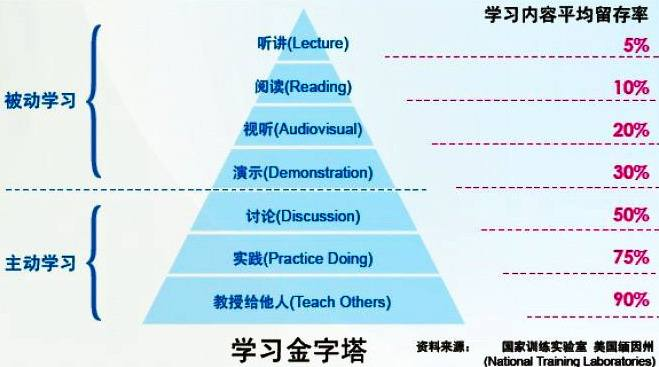 学习内容平均留存率
听讲(Lecture)
5%
阅读(Reading)
10%
被动学习
视听(Audiovisual)
20%
演示(Demonstration)
30%
讨论(Discussion)
50%
主动学习
实践(Practice Doing)
75%
教授给他人(Teach Others)
90%
学习金字塔
资料来源： 国家训练实验室 美国缅因州
(National Training Laboratories)